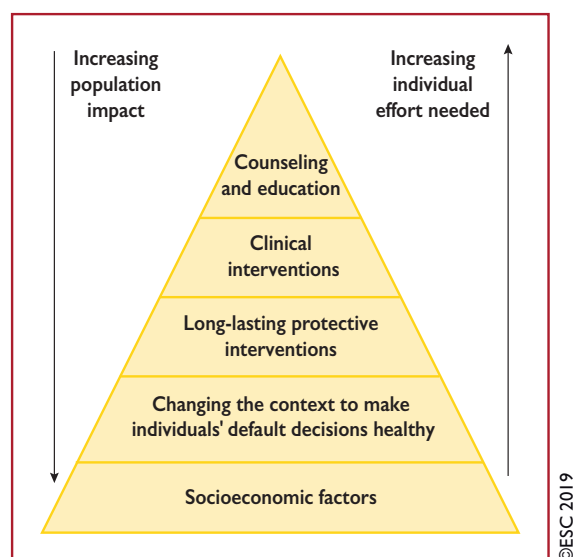 Increasing
population
impact
Increasing
individual
effort needed
Counseling
and education
Clinical
interventions
Long-lasting protective
interventions
Changing the context to make
individuals' default decisions healthy
Socioeconomic factors
©ESC 2019